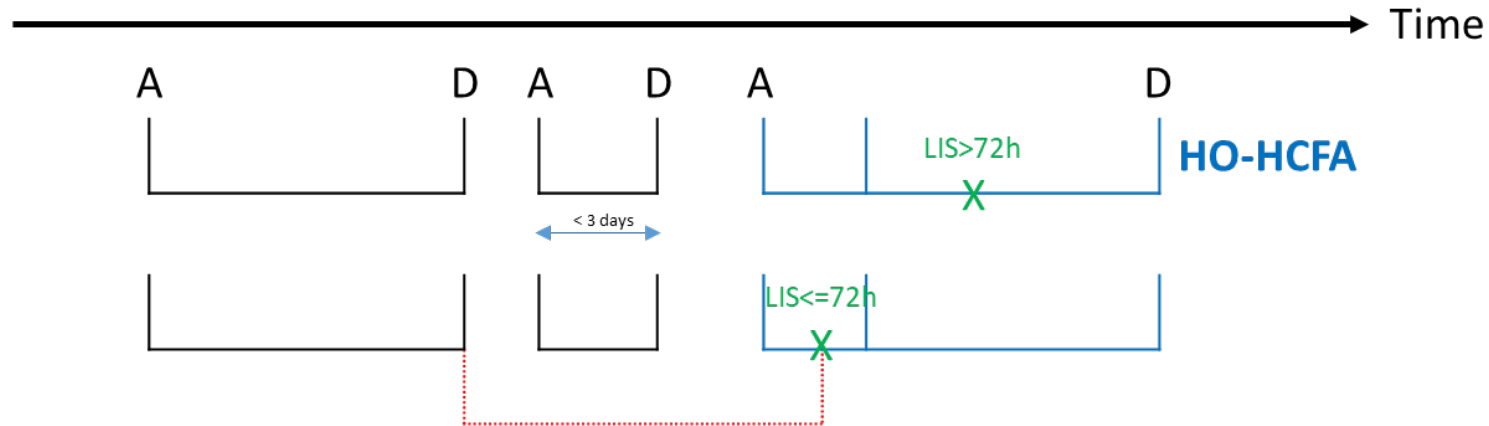 Time
A D A D A D
LIS>72h
HO-HCFA
X
< 3 days
LIS<=72h
X